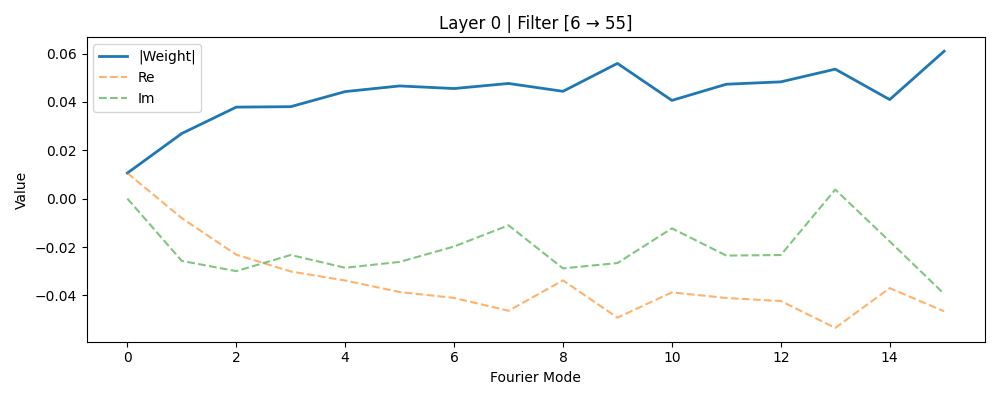 Layer 0 | Filter [6 → 55]
|Weight|
Re
Im
Value
0.06
0.04
0.02
0.00
−0.02
−0.04
0 2 4 6 8 10 12 14
Fourier Mode